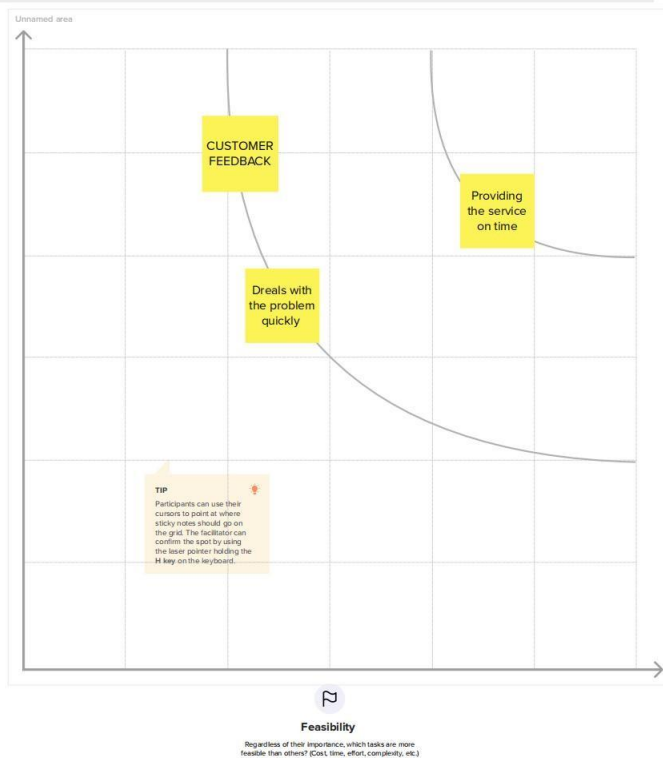 Unnamed area
CUSTOMER
FEEDBACK
Providing
the service
on time
Dreals with
the problem
quickly
TIP
Participants can use their
cursors to point at where
sticky notes should go on
the grid. The facilitator can
confirm the spot by using
the laser pointer holding the
H key on the keyboard.
Feasibility
Regardless of their importance, which tasks are more
feasible than others? (Cost, time, effort, complexity, etc.)